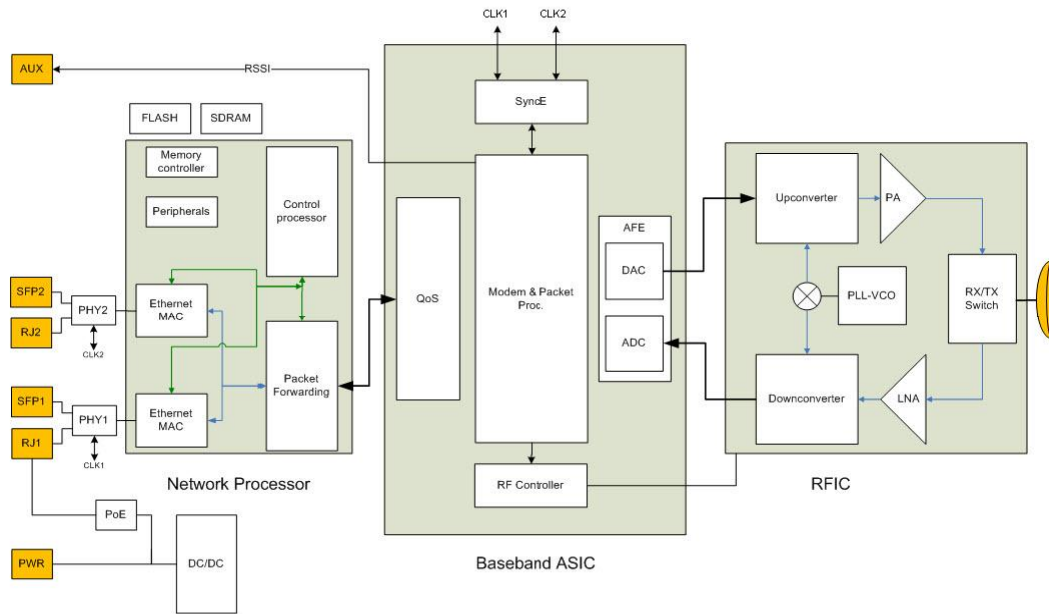 CLK1
CLK2
AUX
RSSI
SyncE
FLASH
SDRAM
Memory
controller
Control
processor
Peripherals
Upconverter
PA
AFE
DAC
SFP2
RJ2
PHY2
CLK2
Ethernet
MAC
QoS
Modem & Packet
Proc.
PLL-VCO
RX/TX
Switch
ADC
Packet
Forwarding
SFP1
RJ1
PHY1
CLK1
Ethernet
MAC
Downconverter
LNA
Network Processor
RF Controller
RFIC
PoE
PWR
DC/DC
Baseband ASIC